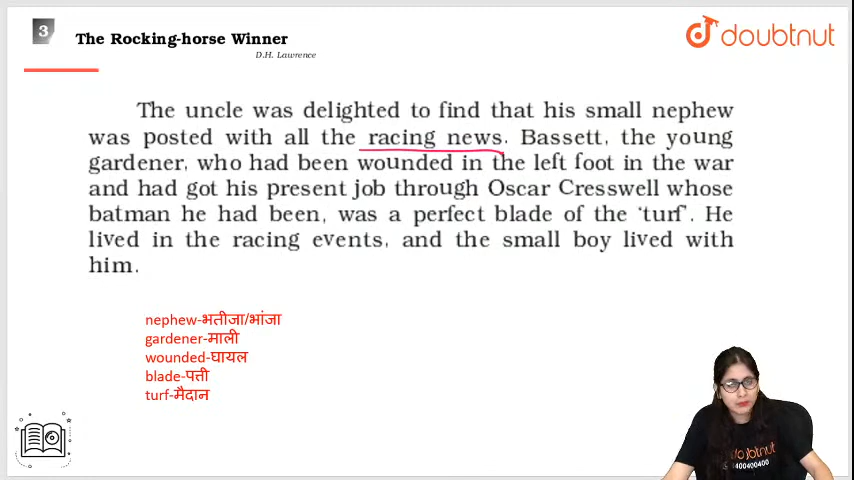 3
The Rocking-horse Winner
D.H. Lawrence
doubtnut
The uncle was delighted to find that his small nephew
was posted with all the racing news. Bassett, the young
gardener, who had been wounded in the left foot in the war
and had got his present job through Oscar Cresswell whose
batman he had been, was a perfect blade of the ‘turf’. He
lived in the racing events, and the small boy lived with
him.
nephew-भतीजा/भांजा
gardener-माली
wounded-घायल
blade-पत्ती
turf-मैदान
doubtnut
400400400